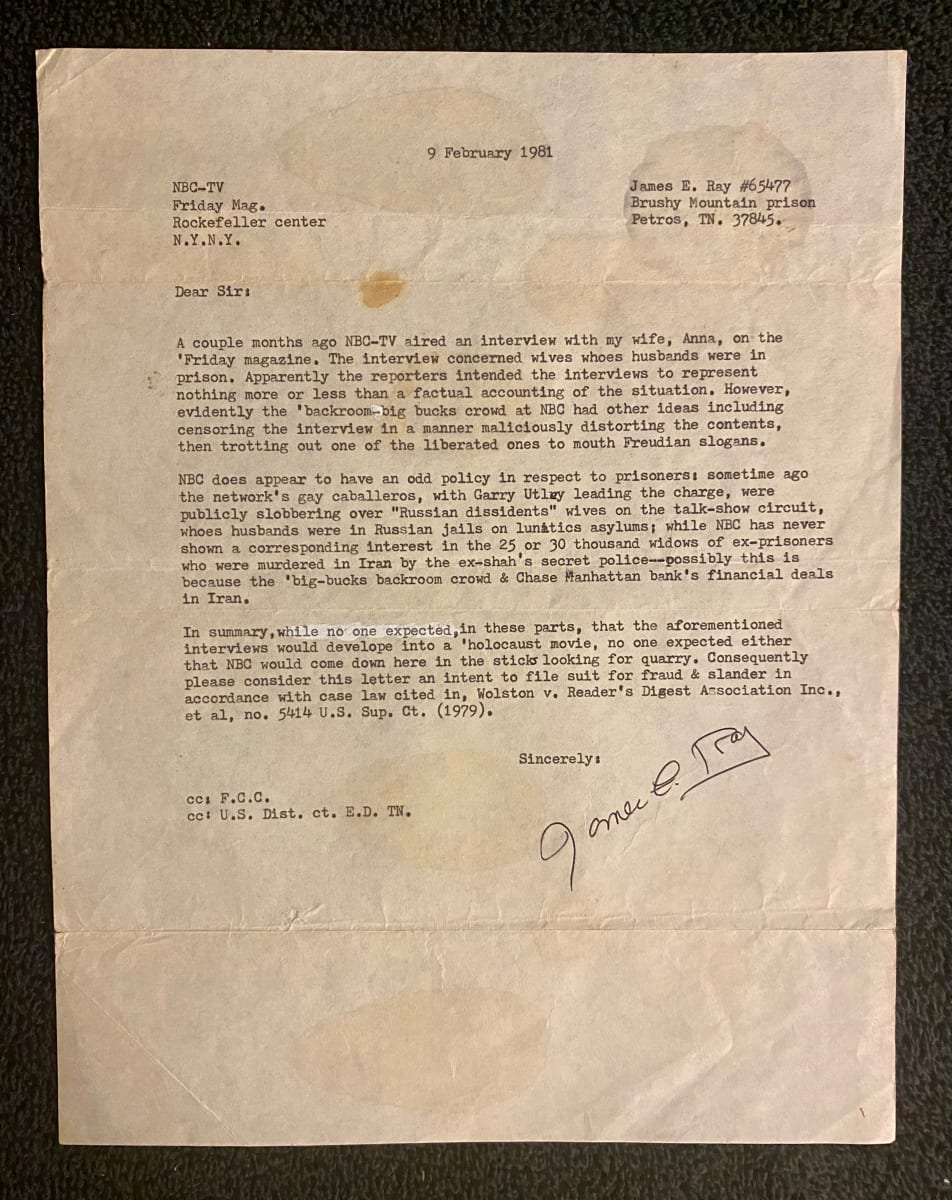 9 February 1981
NBC-TV
Friday Mag.
Rockefeller center
N.Y.N.Y.
James E. Ray #65477
Brushy Mountain prison
Petros, TN. 37845.
Dear Sir:
A couple months ago NBC-TV aired an interview with my wife, Anna, on the
'Friday magazine. The interview concerned wives whoes husbands were in
prison. Apparently the reporters intended the interviews to represent
nothing more or less than a factual accounting of the situation. However,
evidently the 'backroom-big bucks crowd at NBC had other ideas including
censoring the interview in a manner maliciously distorting the contents,
then trotting out one of the liberated ones to mouth Freudian slogans.
NBC does appear to have an odd policy in respect to prisoners: sometime ago
the network's gay caballeros, with Garry Utley leading the charge, were
publicly slobbering over "Russian dissidents" wives on the talk-show circuit,
whoes husbands were in Russian jails on lunatics asylums; while NBC has never
shown a corresponding interest in the 25 or 30 thousand widows of ex-prisoners
who were murdered in Iran by the ex-shah's secret police--possibly this is
because the 'big-bucks backroom crowd & Chase Manhattan bank's financial deals
in Iran.
In summary, while no one expected, in these parts, that the aforementioned
interviews would develope into a 'holocaust movie, no one expected either
that NBC would come down here in the sticks looking for quarry. Consequently
please consider this letter an intent to file suit for fraud & slander in
accordance with case law cited in, Wolston v. Reader's Digest Association Inc.,
et al, no. 5414 U.S. Sup. Ct. (1979).
Sincerely:
James E. Ray
cc: F.C.C.
cc: U.S. Dist. ct. E.D. TN.